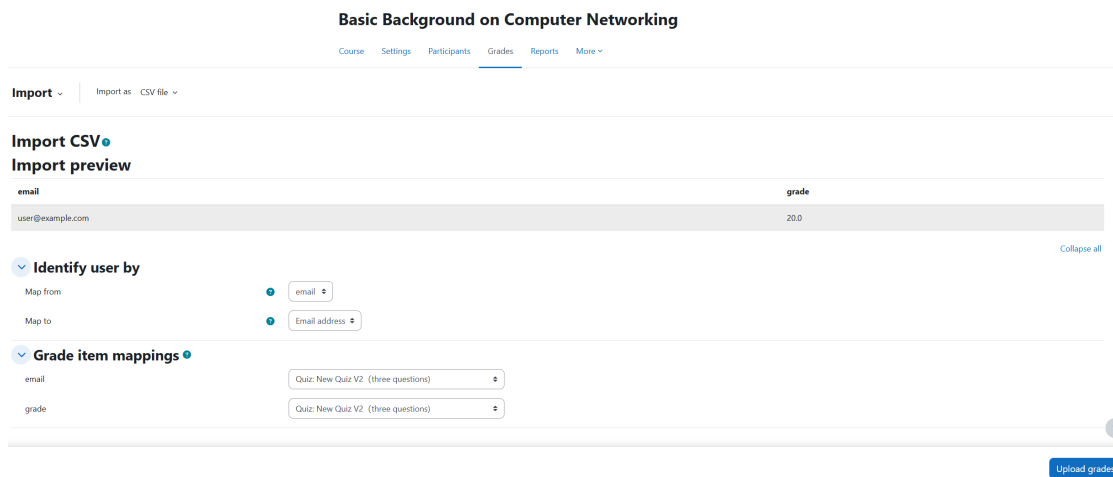 Basic Background on Computer Networking
Course Settings Participants Grades Reports More
Import Import as CSV file
Import CSV ?
Import preview
email grade
user@example.com 20.0
Collapse all
Identify user by
Map from ? email
Map to ? Email address
Grade item mappings ?
email Quiz: New Quiz V2 (three questions)
grade Quiz: New Quiz V2 (three questions)
Upload grades